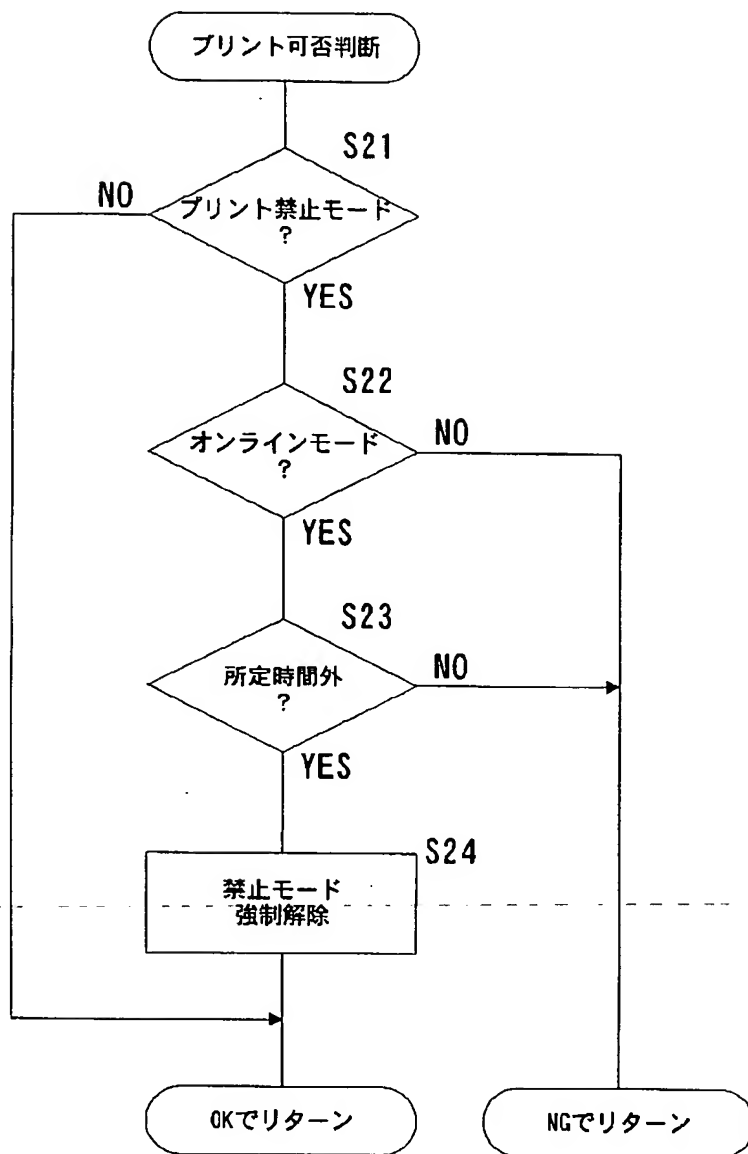 プリント可否判断
S21
NO
プリント禁止モード
?
YES
S22
オンラインモード
?
NO
YES
S23
所定時間外
?
NO
YES
S24
禁止モード
強制解除
OKでリターン
NGでリターン